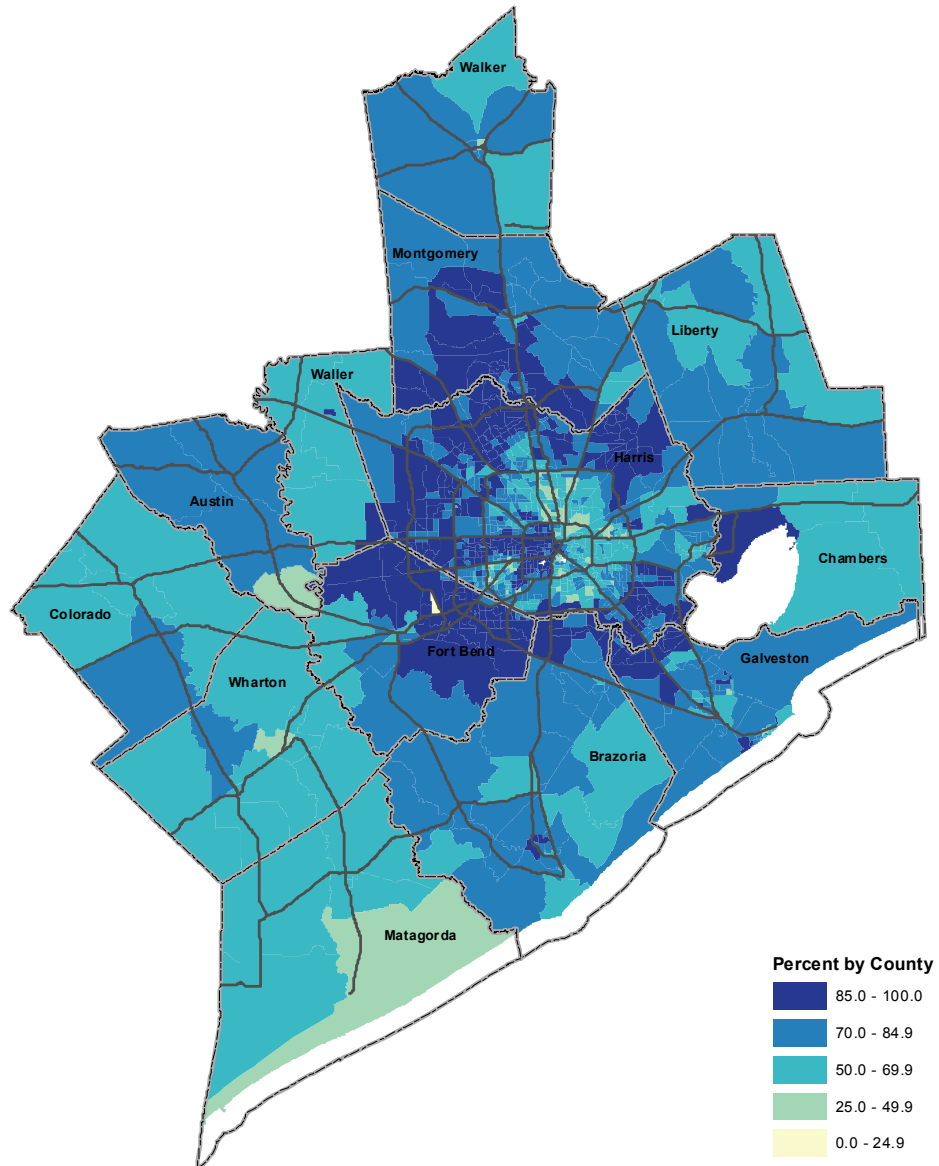 Walker
Montgomery
Liberty
Waller
Harris
Austin
Chambers
Colorado
Fort Bend
Galveston
Wharton
Brazoria
Matagorda
Percent by County
85.0 - 100.0
70.0 - 84.9
50.0 - 69.9
25.0 - 49.9
0.0 - 24.9